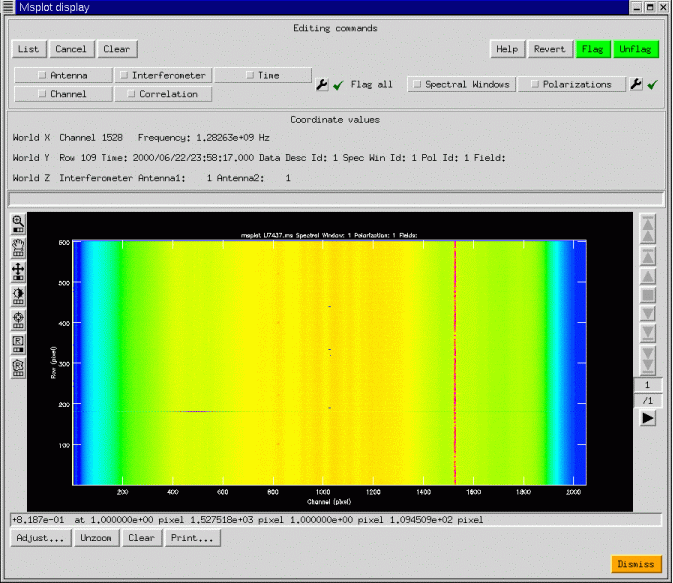 Msplot display
Editing commands
List Cancel Clear Help Revert Flag Unflag
Antenna Interferometer Time Flag all Spectral Windows Polarizations
Channel Correlation
Coordinate values
World X Channel 1528 Frequency: 1.28263e+09 Hz
World Y Row 109 Time: 2000/06/22/23:58:17.000 Data Desc Id: 1 Spec Win Id: 1 Pol Id: 1 Field:
World Z Interferometer Antenna1: 1 Antenna2: 1
msplot U7437.ms Spectral Window: 1 Polarization: 1 Fields:
600
500
400
300
200
100
Row (pixel)
200 400 600 800 1000 1200 1400 1600 1800 2000
Channel (pixel)
R
R
1
/1
+8.187e-01 at 1.000000e+00 pixel 1.527518e+03 pixel 1.000000e+00 pixel 1.094509e+02 pixel
Adjust... Unzoom Clear Print...
Dismiss